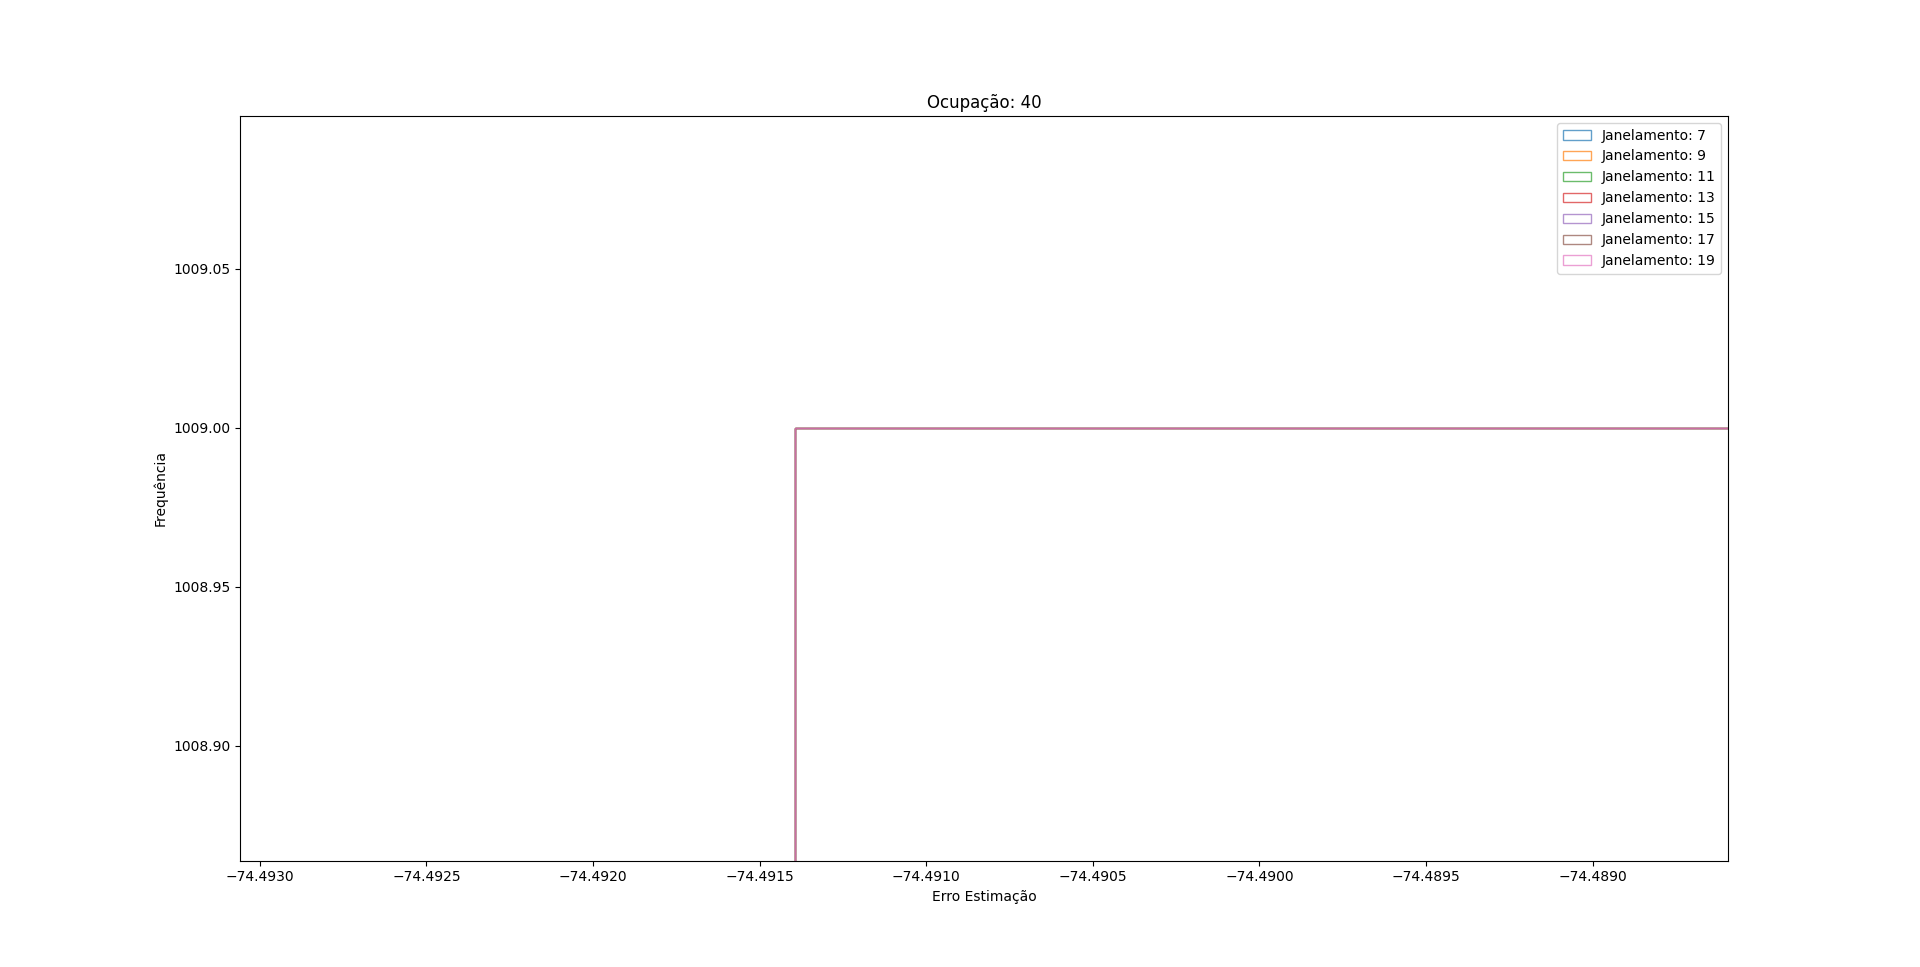 Ocupação: 40
Janelamento: 7
Janelamento: 9
Janelamento: 11
Janelamento: 13
Janelamento: 15
Janelamento: 17
Janelamento: 19
1009.05
1009.00
1008.95
1008.90
Frequência
−74.4930 −74.4925 −74.4920 −74.4915 −74.4910 −74.4905 −74.4900 −74.4895 −74.4890
Erro Estimação